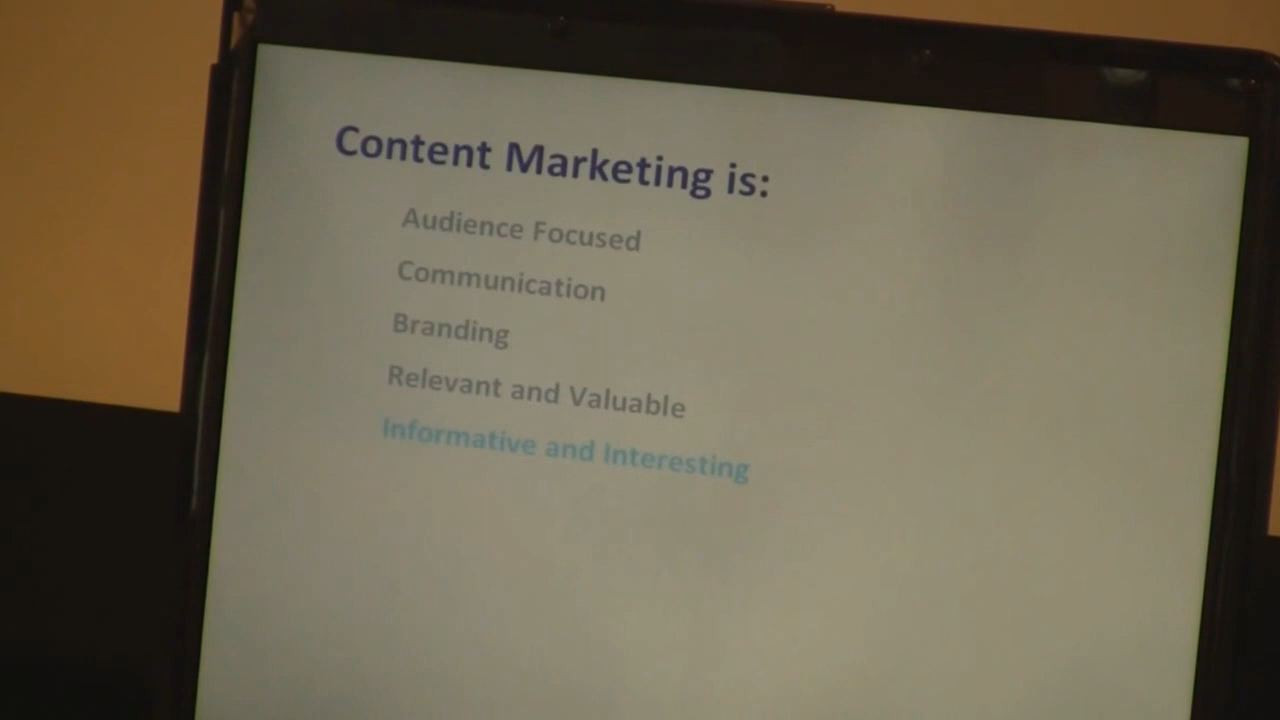 Content Marketing is:
Audience Focused
Communication
Branding
Relevant and Valuable
Informative and Interesting